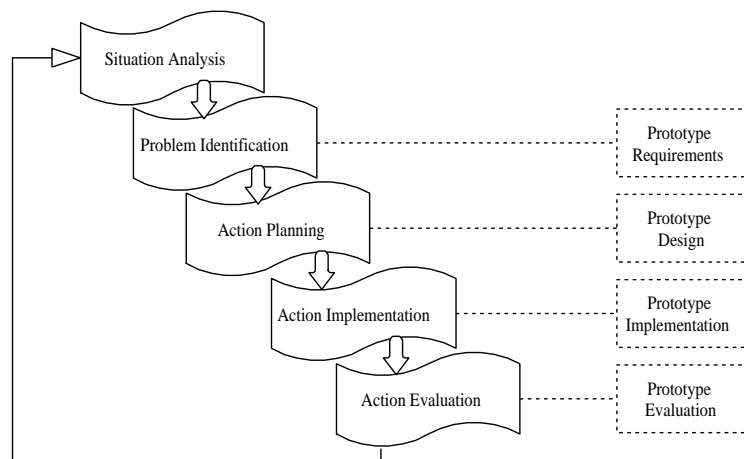 Situation Analysis
Problem Identification
Prototype
Requirements
Action Planning
Prototype
Design
Action Implementation
Prototype
Implementation
Action Evaluation
Prototype
Evaluation